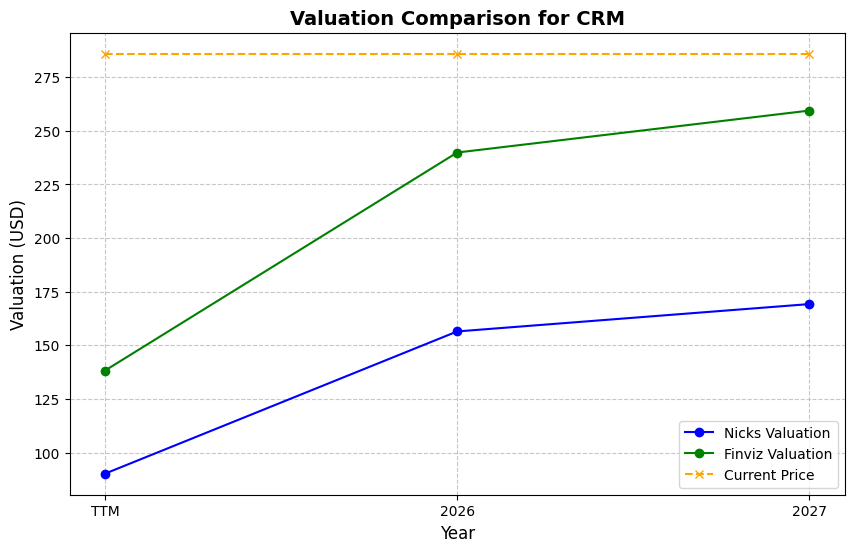 Valuation Comparison for CRM
Valuation (USD)
275
250
225
200
175
150
125
100
TTM
2026
2027
Year
Nicks Valuation
Finviz Valuation
Current Price